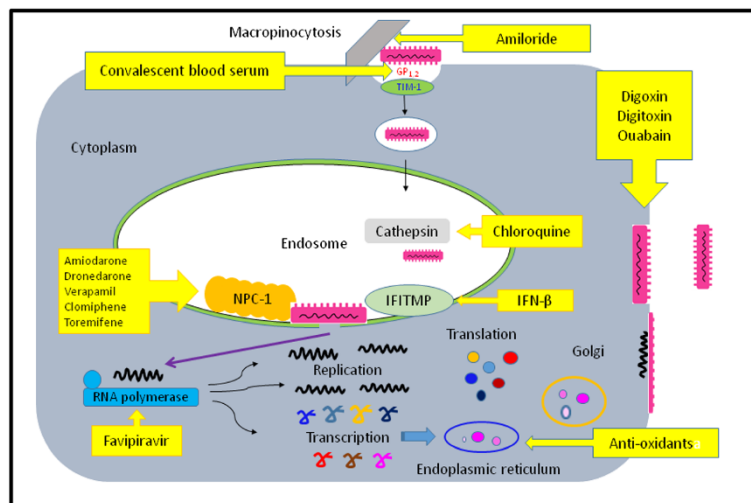 Macropinocytosis
Amiloride
Convalescent blood serum
GP1,2
TIM-1
Digoxin
Digitoxin
Ouabain
Cytoplasm
Cathepsin
Chloroquine
Endosome
Amiodarone
Dronedarone
Verapamil
Clomiphene
Toremifene
NPC-1
IFITMP
IFN-β
Translation
Golgi
Replication
RNA polymerase
Favipiravir
Transcription
Anti-oxidants
Endoplasmic reticulum